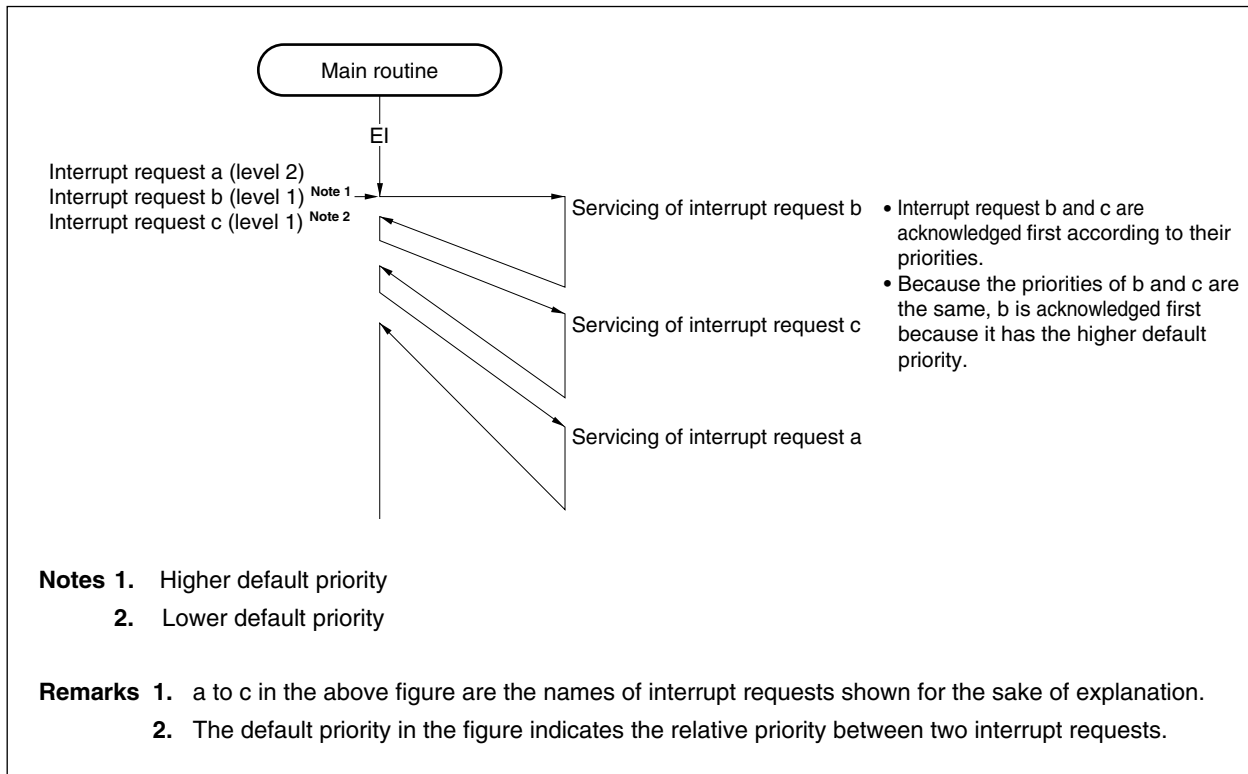 Main routine
EI
Interrupt request a (level 2)
Interrupt request b (level 1) Note 1
Interrupt request c (level 1) Note 2
Servicing of interrupt request b
• Interrupt request b and c are
acknowledged first according to their
priorities.
• Because the priorities of b and c are
the same, b is acknowledged first
because it has the higher default
priority.
Servicing of interrupt request c
Servicing of interrupt request a
Notes 1. Higher default priority
2. Lower default priority
Remarks 1. a to c in the above figure are the names of interrupt requests shown for the sake of explanation.
2. The default priority in the figure indicates the relative priority between two interrupt requests.